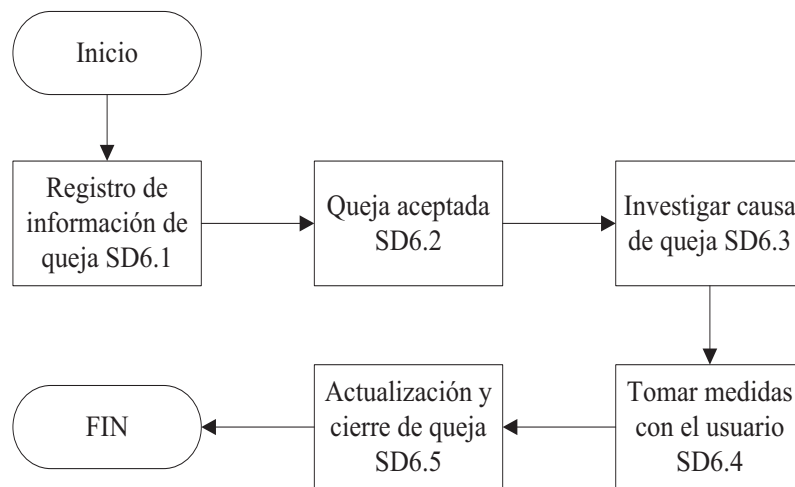 Inicio
Registro de
información de
queja SD6.1
Queja aceptada
SD6.2
Investigar causa
de queja SD6.3
Tomar medidas
con el usuario
SD6.4
Actualización y
cierre de queja
SD6.5
FIN